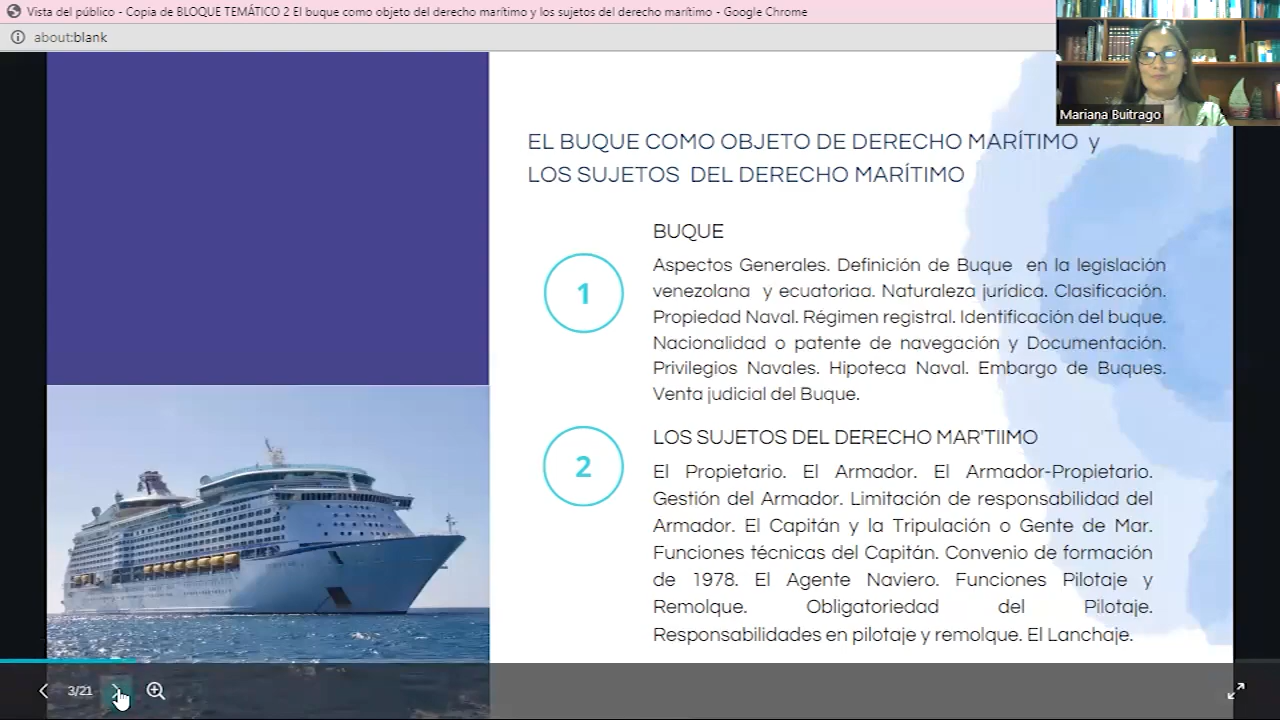 Vista del público - Copia de BLOQUE TEMÁTICO 2 El buque como objeto del derecho marítimo y los sujetos del derecho marítimo - Google Chrome
about:blank
Mariana Buitrago
EL BUQUE COMO OBJETO DE DERECHO MARÍTIMO y
LOS SUJETOS DEL DERECHO MARÍTIMO
BUQUE
1
Aspectos Generales. Definición de Buque en la legislación
venezolana y ecuatoriaa. Naturaleza jurídica. Clasificación.
Propiedad Naval. Régimen registral. Identificación del buque.
Nacionalidad o patente de navegación y Documentación.
Privilegios Navales. Hipoteca Naval. Embargo de Buques.
Venta judicial del Buque.
LOS SUJETOS DEL DERECHO MAR'TIIMO
2
El Propietario. El Armador. El Armador-Propietario.
Gestión del Armador. Limitación de responsabilidad del
Armador. El Capitán y la Tripulación o Gente de Mar.
Funciones técnicas del Capitán. Convenio de formación
de 1978. El Agente Naviero. Funciones Pilotaje y
Remolque. Obligatoriedad del Pilotaje.
Responsabilidades en pilotaje y remolque. El Lanchaje.
3/21